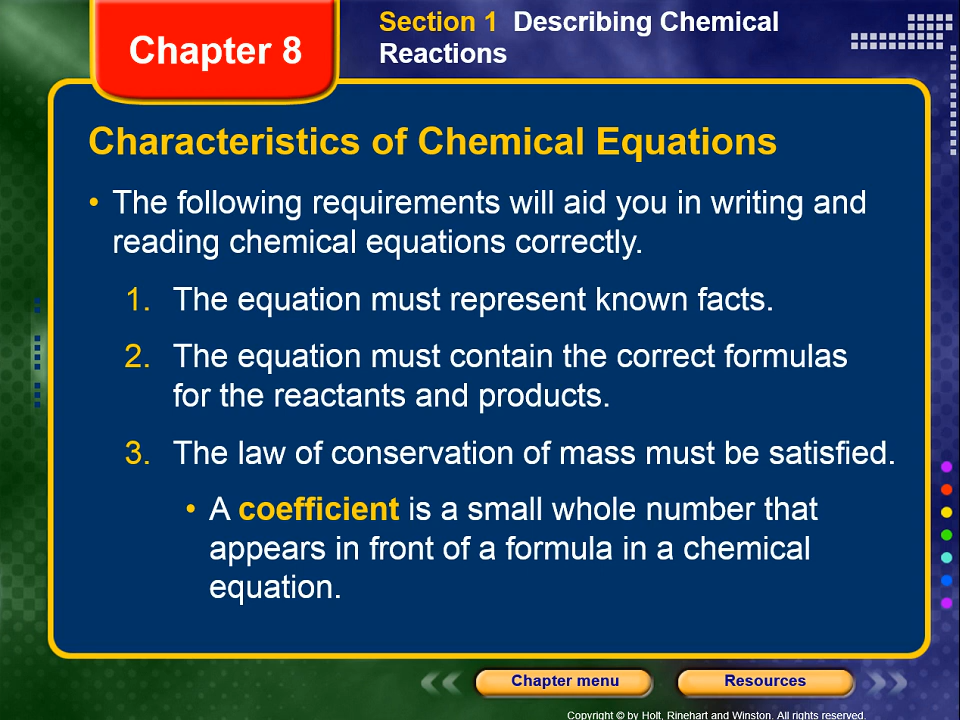 Chapter 8
Section 1  Describing Chemical
Reactions
Characteristics of Chemical Equations
• The following requirements will aid you in writing and
reading chemical equations correctly.
1. The equation must represent known facts.
2. The equation must contain the correct formulas
for the reactants and products.
3. The law of conservation of mass must be satisfied.
• A coefficient is a small whole number that
appears in front of a formula in a chemical
equation.
Chapter menu
Resources
Copyright © by Holt, Rinehart and Winston. All rights reserved.